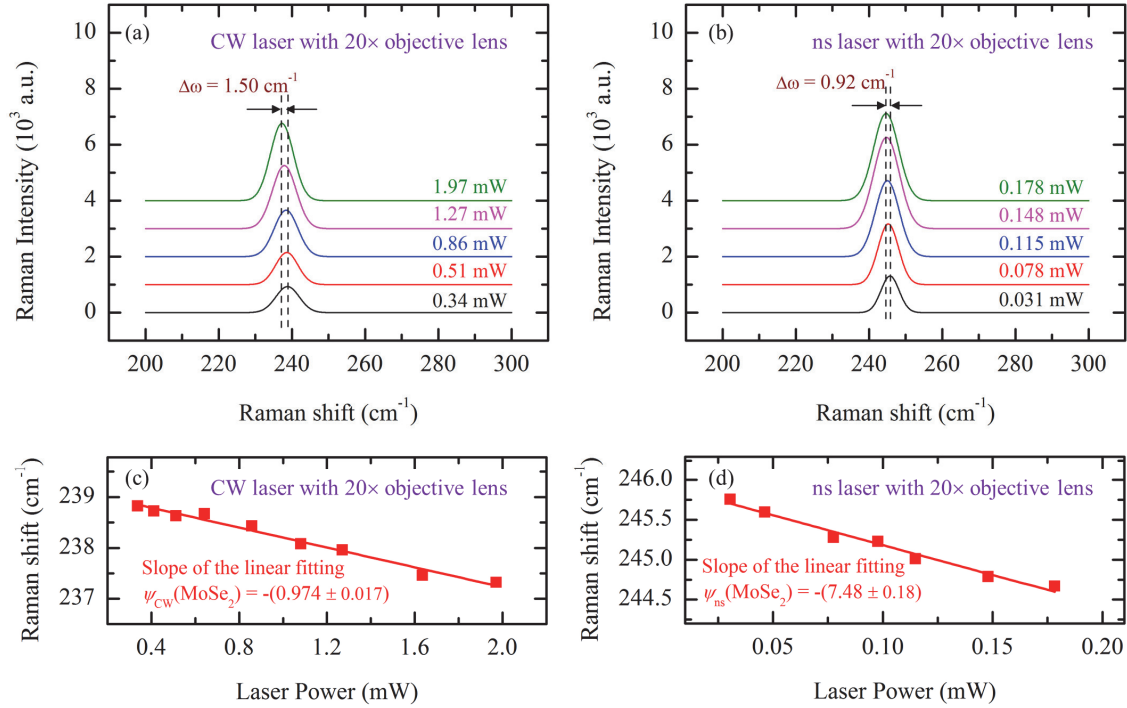 (a)
CW laser with 20× objective lens
Δω = 1.50 cm⁻¹
1.97 mW
1.27 mW
0.86 mW
0.51 mW
0.34 mW
10
8
6
4
2
0
200 220 240 260 280 300
Raman Intensity (10³ a.u.)
Raman shift (cm⁻¹)
(b)
ns laser with 20× objective lens
Δω = 0.92 cm⁻¹
0.178 mW
0.148 mW
0.115 mW
0.078 mW
0.031 mW
10
8
6
4
2
0
200 220 240 260 280 300
Raman Intensity (10³ a.u.)
Raman shift (cm⁻¹)
(c)
CW laser with 20× objective lens
Slope of the linear fitting
ψ_CW(MoSe₂) = -(0.974 ± 0.017)
239
238
237
0.4 0.8 1.2 1.6 2.0
Raman shift (cm⁻¹)
Laser Power (mW)
(d)
ns laser with 20× objective lens
Slope of the linear fitting
ψ_ns(MoSe₂) = -(7.48 ± 0.18)
246.0
245.5
245.0
244.5
0.05 0.10 0.15 0.20
Raman shift (cm⁻¹)
Laser Power (mW)